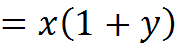 = x(1 + y)